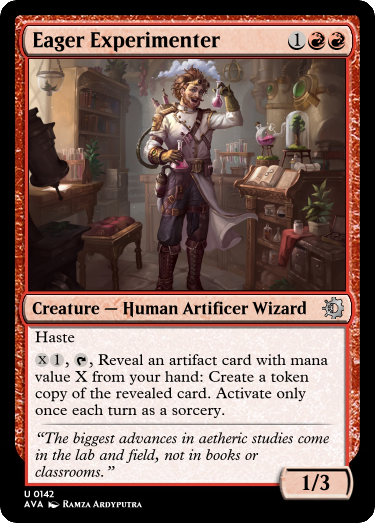 Eager Experimenter 1RR
Creature — Human Artificer Wizard
Haste
X 1, T, Reveal an artifact card with mana
value X from your hand: Create a token
copy of the revealed card. Activate only
once each turn as a sorcery.
“The biggest advances in aetheric studies come
in the lab and field, not in books or
classrooms.”
1/3
U 0142
AVA Ramza Ardyputra